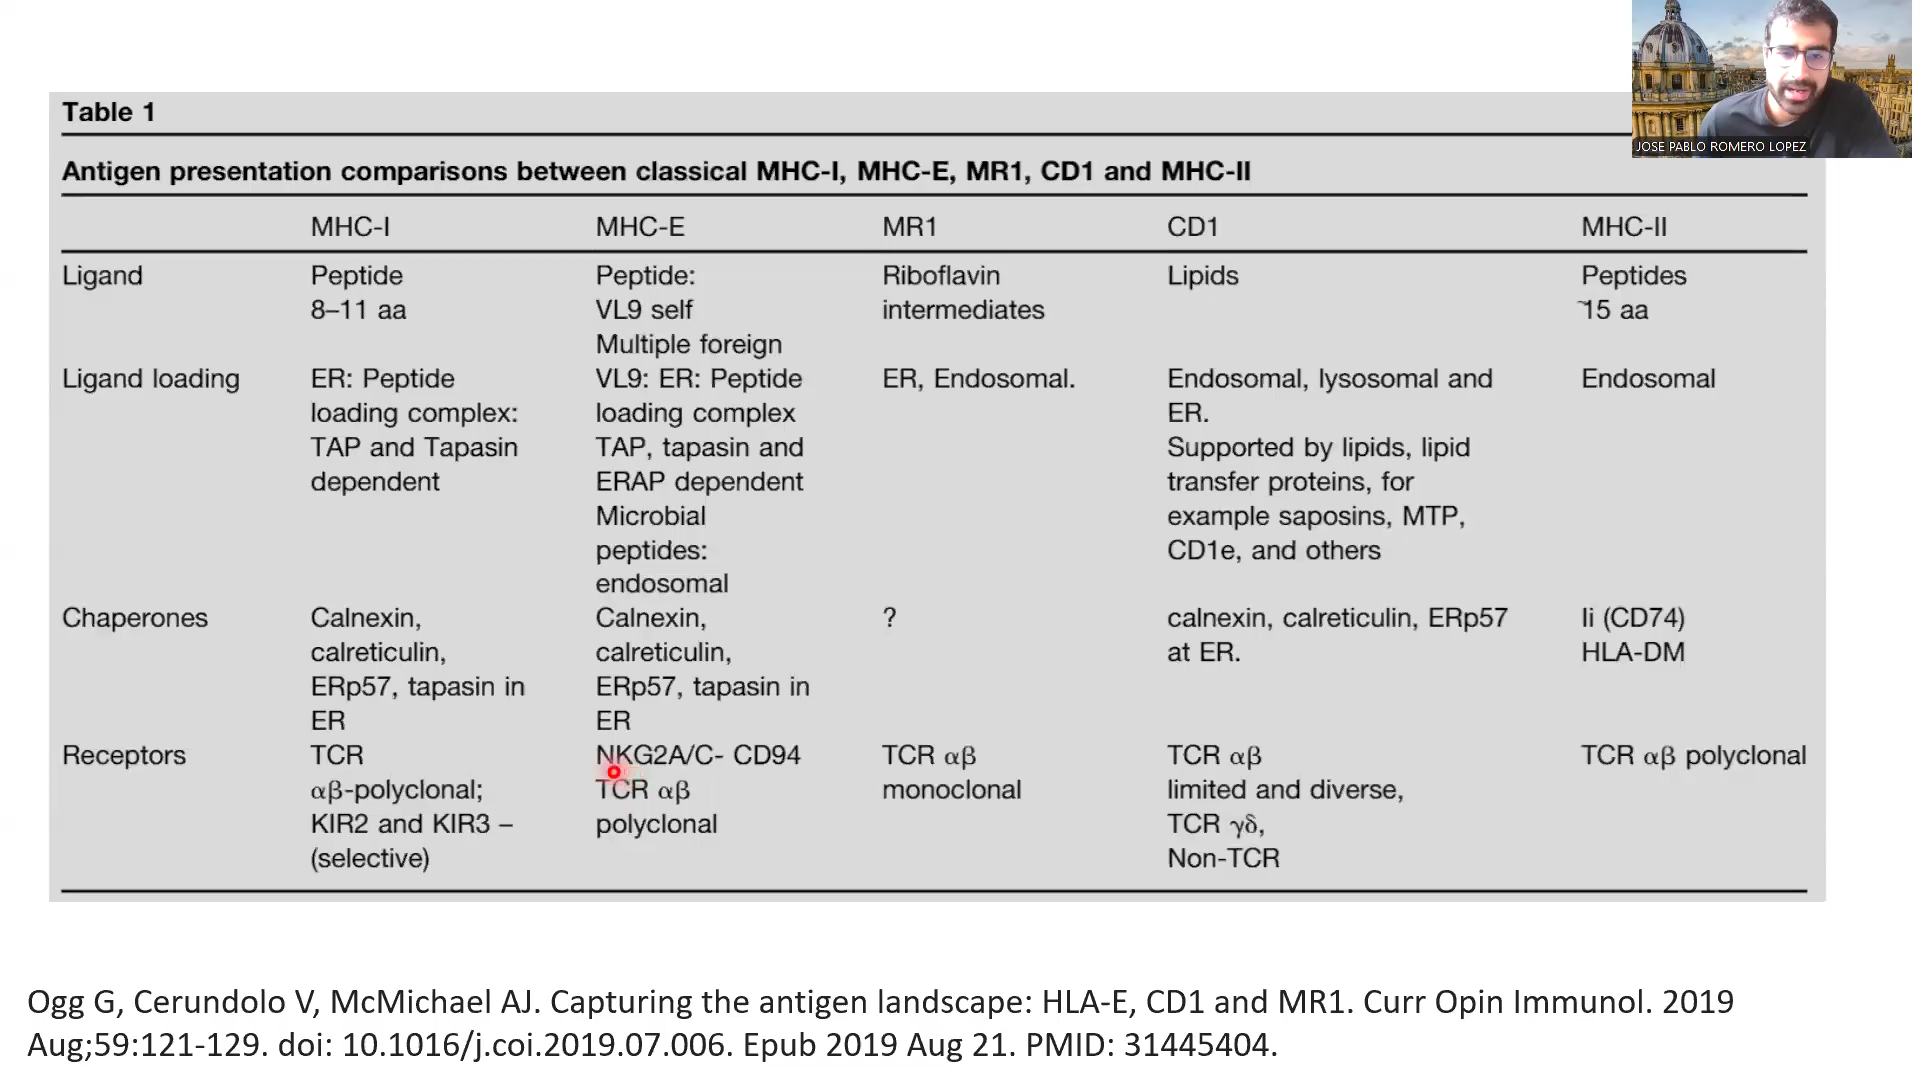 JOSE PABLO ROMERO LOPEZ
Table 1
Antigen presentation comparisons between classical MHC-I, MHC-E, MR1, CD1 and MHC-II
MHC-I MHC-E MR1 CD1 MHC-II
Ligand Peptide Peptide: Riboflavin Lipids Peptides
8–11 aa VL9 self intermediates ~15 aa
Multiple foreign
Ligand loading ER: Peptide VL9: ER: Peptide ER, Endosomal. Endosomal, lysosomal and Endosomal
loading complex: loading complex ER.
TAP and Tapasin TAP, tapasin and Supported by lipids, lipid
dependent ERAP dependent transfer proteins, for
Microbial example saposins, MTP,
peptides: CD1e, and others
endosomal
Chaperones Calnexin, Calnexin, ? calnexin, calreticulin, ERp57 Ii (CD74)
calreticulin, calreticulin, at ER. HLA-DM
ERp57, tapasin in ERp57, tapasin in
ER ER
Receptors TCR NKG2A/C- CD94 TCR αβ TCR αβ TCR αβ polyclonal
αβ-polyclonal; TCR αβ monoclonal limited and diverse,
KIR2 and KIR3 – polyclonal TCR γδ,
(selective) Non-TCR
Ogg G, Cerundolo V, McMichael AJ. Capturing the antigen landscape: HLA-E, CD1 and MR1. Curr Opin Immunol. 2019
Aug;59:121-129. doi: 10.1016/j.coi.2019.07.006. Epub 2019 Aug 21. PMID: 31445404.